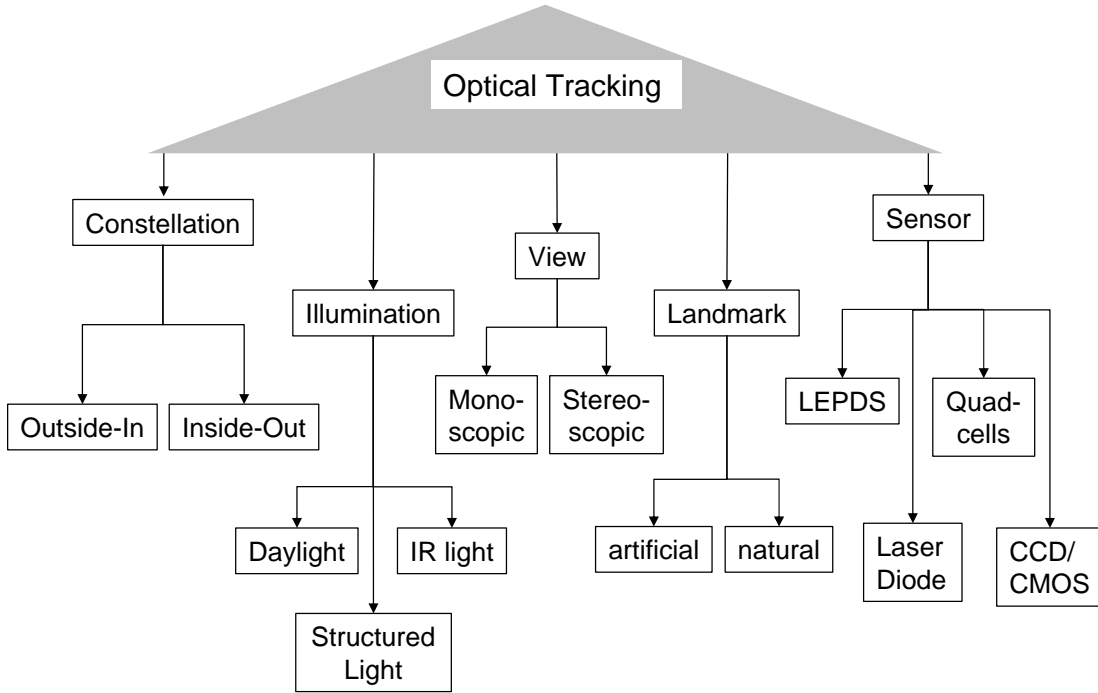 Optical Tracking
Constellation
Sensor
View
Illumination
Landmark
Outside-In
Inside-Out
Mono-
scopic
Stereo-
scopic
LEPDS
Quad-
cells
Daylight
IR light
artificial
natural
Laser
Diode
CCD/
CMOS
Structured
Light